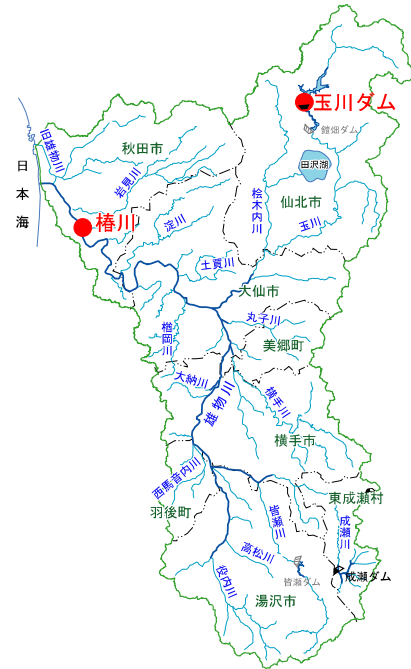 玉川ダム
鎧畑ダム
旧雄物川
秋田市
田沢湖
日本海
岩見川
桧木内川
仙北市
椿川
淀川
玉川
土買川
大仙市
楢岡川
丸子川
美郷町
大納川
雄物川
横手川
横手市
西馬音内川
東成瀬村
羽後町
皆瀬川
成瀬川
高松川
役内川
皆瀬ダム
成瀬ダム
湯沢市